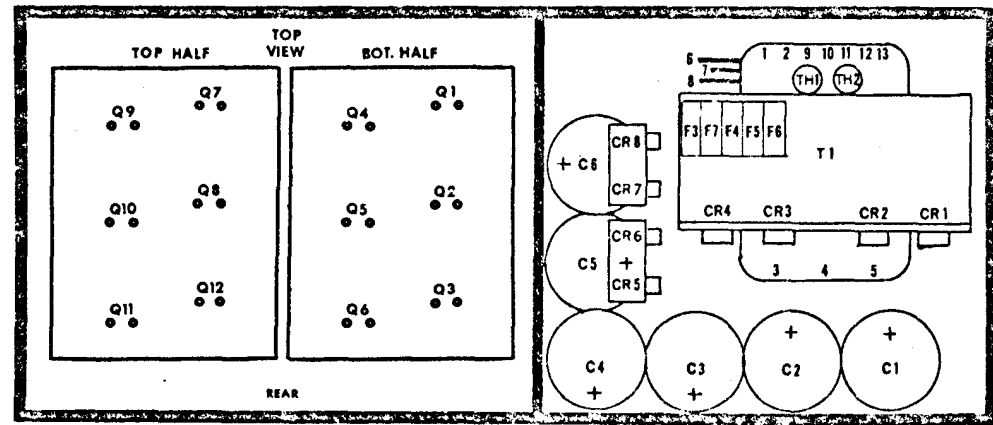 TOP VIEW
TOP HALF
BOT. HALF
Q7
Q9
Q8
Q10
Q12
Q11
Q1
Q4
Q2
Q5
Q3
Q6
REAR
1 2 9 10 11 12 13
6
7
8
TH1 TH2
F3 F7 F4 F5 F6
T1
CR8
+ C6
CR7
CR4 CR3 CR2 CR1
CR6
C5 +
CR5
3 4 5
+ +
C4 C3 C2 C1
+ +